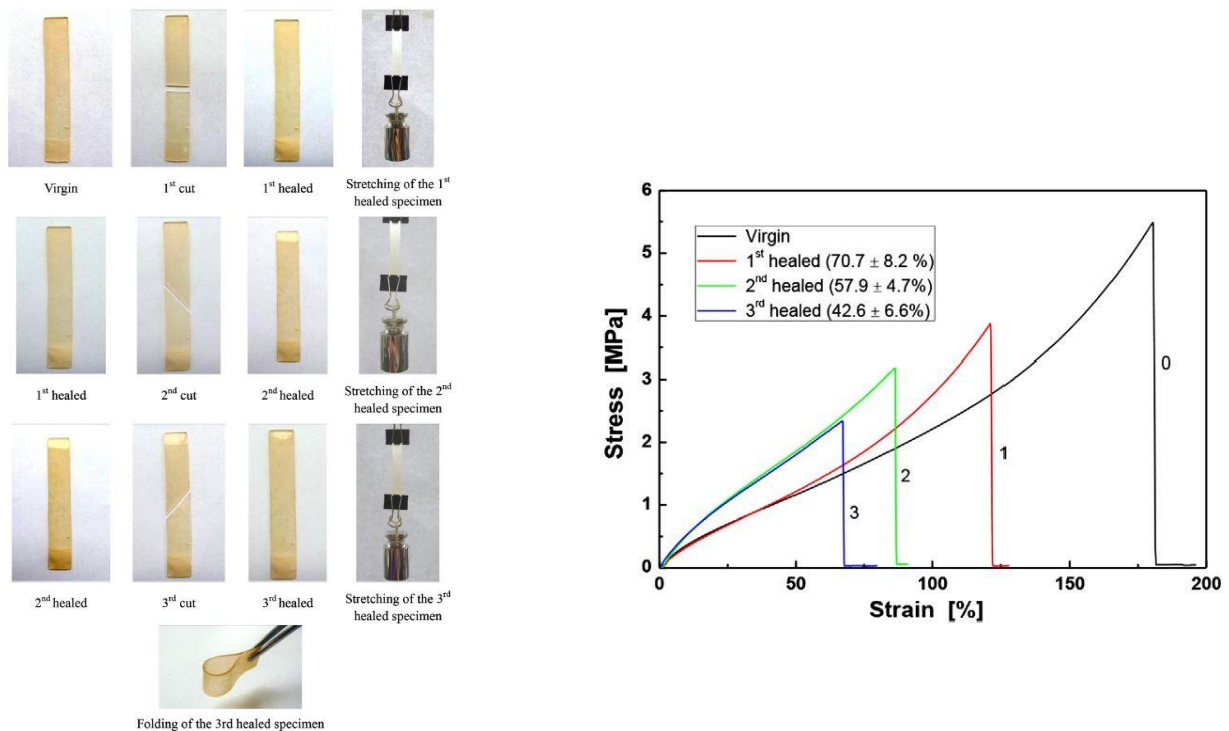 Virgin
1st cut
1st healed
Stretching of the 1st
healed specimen
1st healed
2nd cut
2nd healed
Stretching of the 2nd
healed specimen
2nd healed
3rd cut
3rd healed
Stretching of the 3rd
healed specimen
Folding of the 3rd healed specimen
Stress [MPa]
6
5
4
3
2
1
0
Virgin
1st healed (70.7 ± 8.2 %)
2nd healed (57.9 ± 4.7%)
3rd healed (42.6 ± 6.6%)
0
1
2
3
0
50
100
150
200
Strain [%]